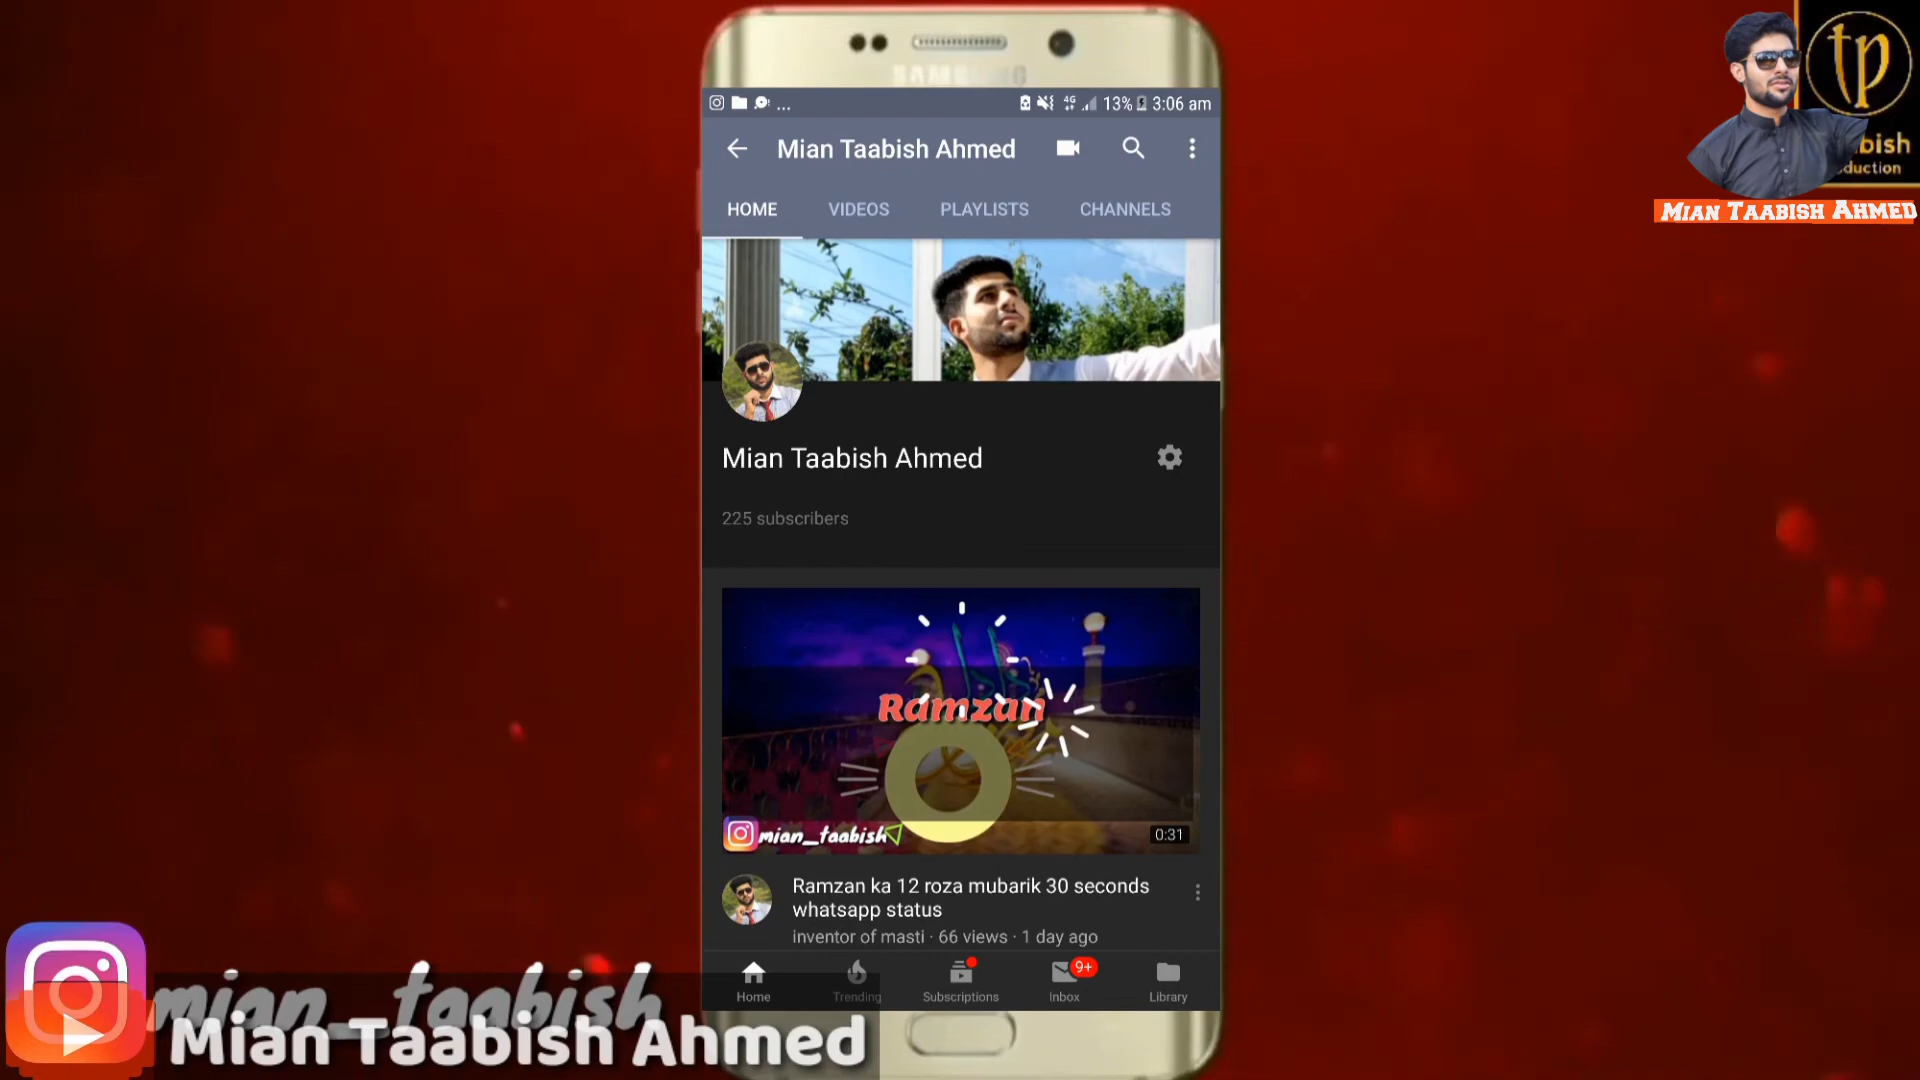 SAMSUNG
... 13% 3:06 am
Mian Taabish Ahmed
HOME VIDEOS PLAYLISTS CHANNELS
Mian Taabish Ahmed
225 subscribers
Ramzan
mian_taabish
0:31
Ramzan ka 12 roza mubarik 30 seconds
whatsapp status
inventor of masti · 66 views · 1 day ago
9+
Home Trending Subscriptions Inbox Library
tp
MIAN TAABISH AHMED
mian_taabish
Mian Taabish Ahmed